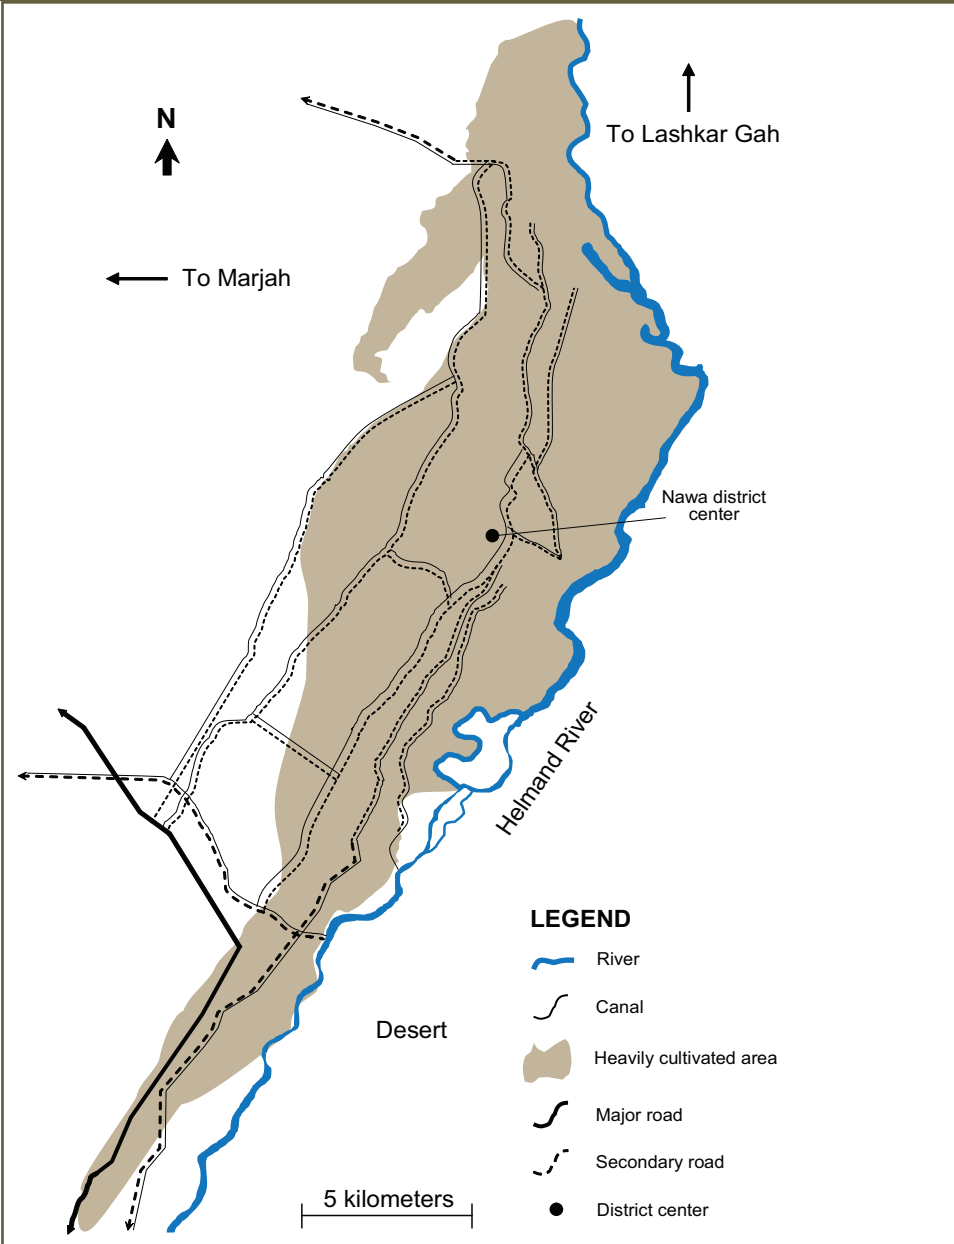 N
To Lashkar Gah
To Marjah
Nawa district
center
Helmand River
Desert
LEGEND
River
Canal
Heavily cultivated area
Major road
Secondary road
District center
5 kilometers